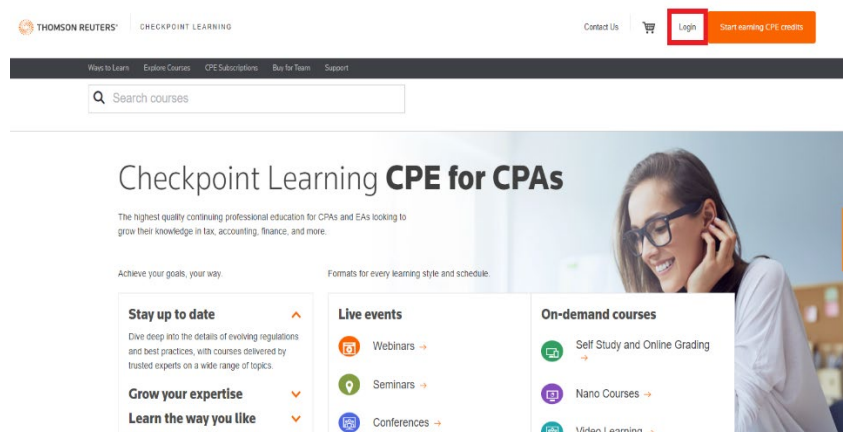 THOMSON REUTERS®
CHECKPOINT LEARNING
Contact Us
Login
Start earning CPE credits
Ways to Learn
Explore Courses
CPE Subscriptions
Buy for Team
Support
Search courses
Checkpoint Learning CPE for CPAs
The highest quality continuing professional education for CPAs and EAs looking to
grow their knowledge in tax, accounting, finance, and more.
Achieve your goals, your way.
Formats for every learning style and schedule.
Stay up to date
Dive deep into the details of evolving regulations
and best practices, with courses delivered by
trusted experts on a wide range of topics.
Grow your expertise
Learn the way you like
Live events
Webinars →
Seminars →
Conferences →
On-demand courses
Self Study and Online Grading
→
Nano Courses →
Video Learning →